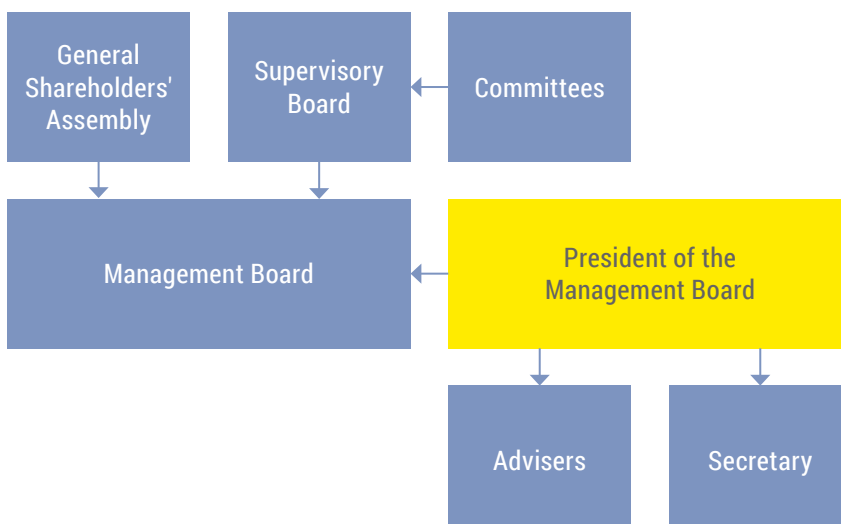 General
Shareholders'
Assembly
Supervisory
Board
Committees
Management Board
President of the
Management Board
Advisers
Secretary